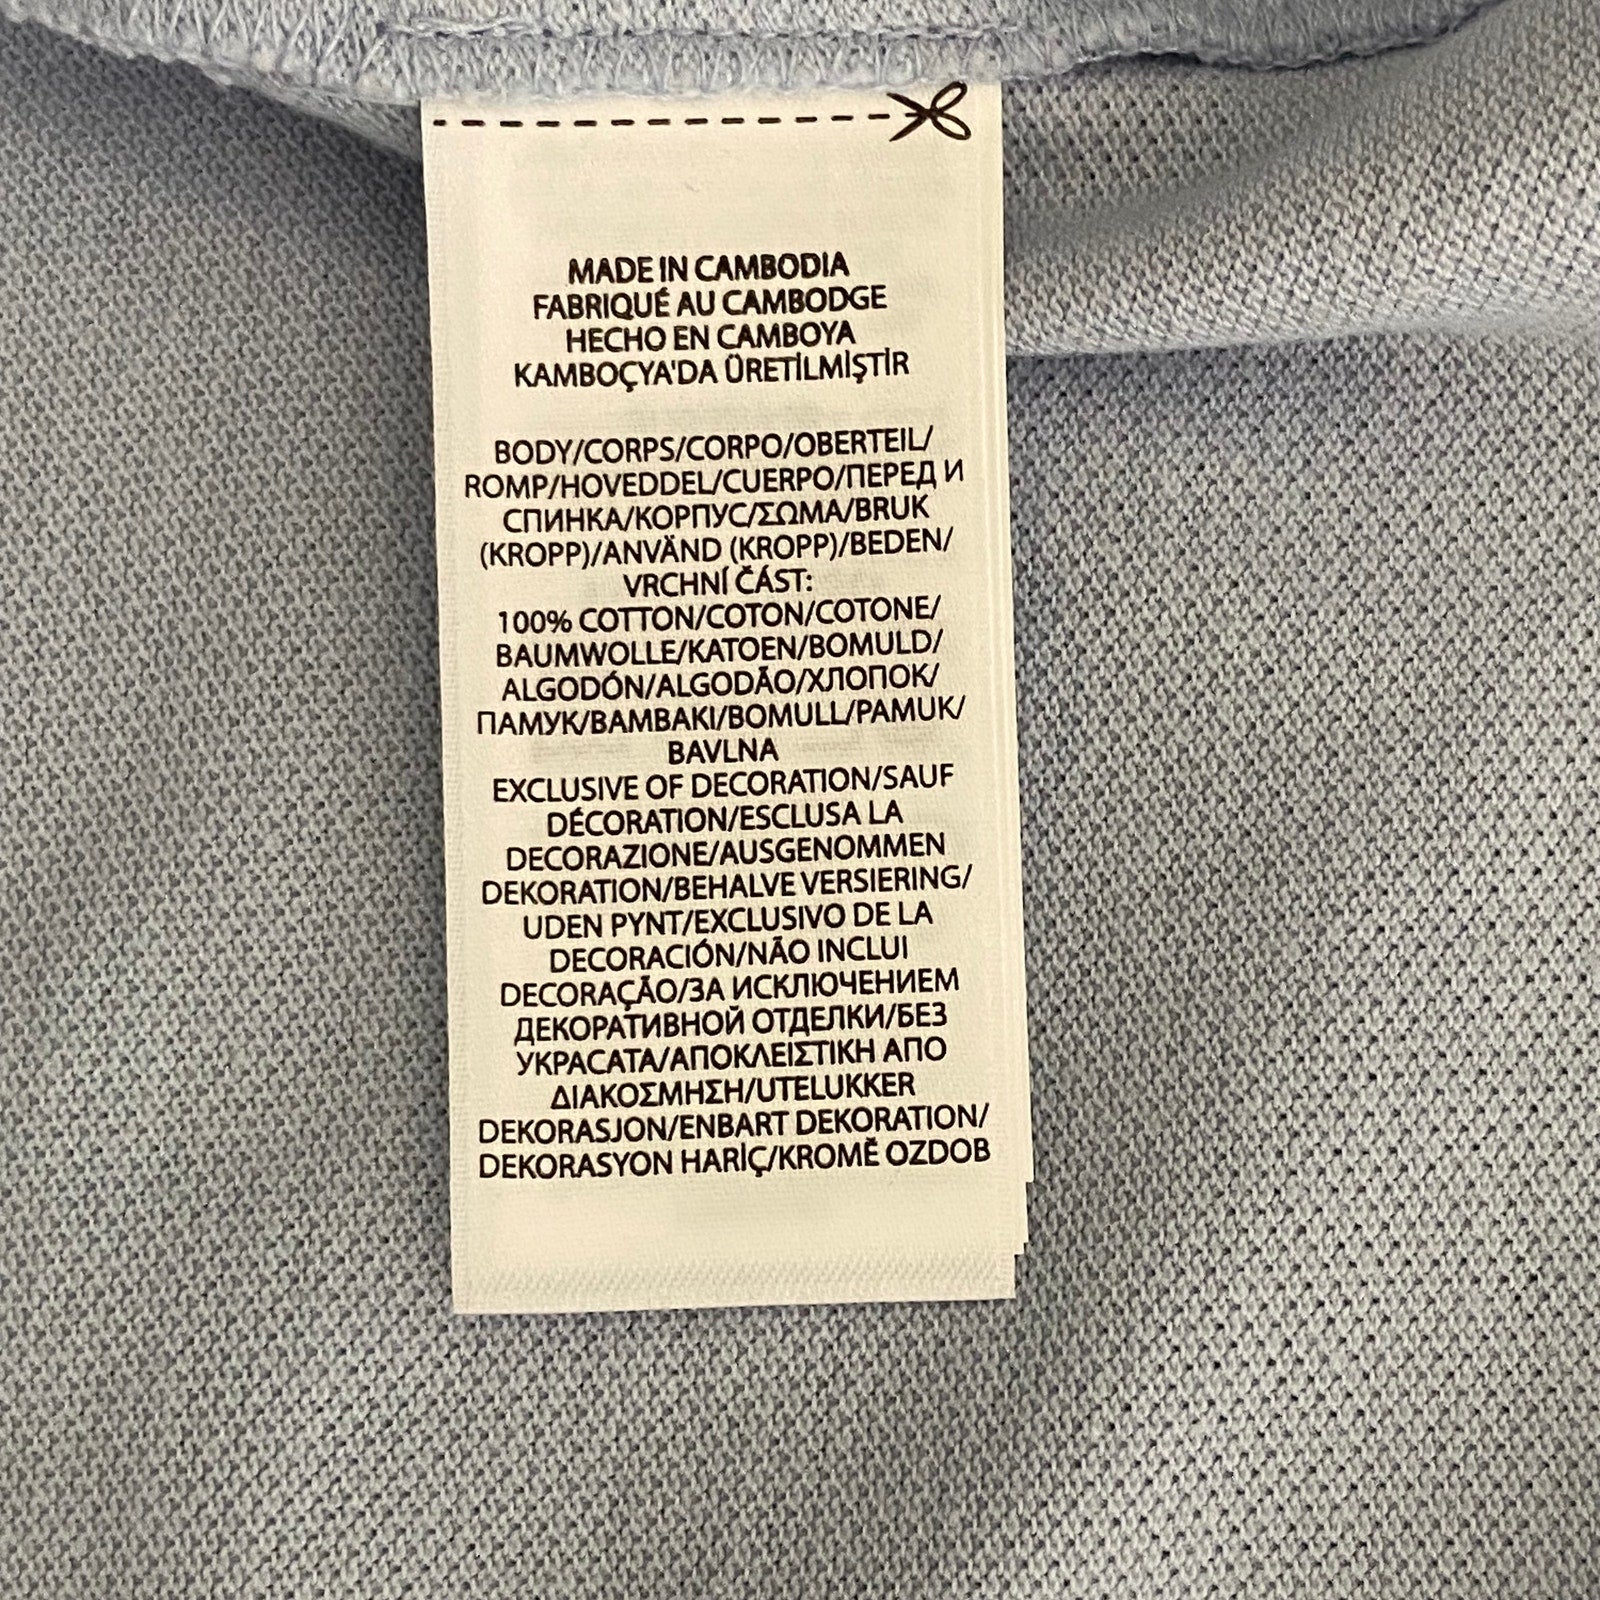 MADE IN CAMBODIA
FABRIQUÉ AU CAMBODGE
HECHO EN CAMBOYA
KAMBOÇYA'DA ÜRETİLMİŞTİR
BODY/CORPS/CORPO/OBERTEIL/
ROMP/HOVEDDEL/CUERPO/ПЕРЕД И
СПИНКА/КОРПУС/ΣΩΜΑ/BRUK
(KROPP)/ANVÄND (KROPP)/BEDEN/
VRCHNÍ ČÁST:
100% COTTON/COTON/COTONE/
BAUMWOLLE/KATOEN/BOMULD/
ALGODÓN/ALGODÃO/ХЛОПОК/
ПАМУК/BAMBAKI/BOMULL/PAMUK/
BAVLNA
EXCLUSIVE OF DECORATION/SAUF
DÉCORATION/ESCLUSA LA
DECORAZIONE/AUSGENOMMEN
DEKORATION/BEHALVE VERSIERING/
UDEN PYNT/EXCLUSIVO DE LA
DECORACIÓN/NÃO INCLUI
DECORAÇÃO/ЗА ИСКЛЮЧЕНИЕМ
ДЕКОРАТИВНОЙ ОТДЕЛКИ/БЕЗ
УКРАСАТА/ΑΠΟΚΛΕΙΣΤΙΚΗ ΑΠΟ
ΔΙΑΚΟΣΜΗΣΗ/UTELUKKER
DEKORASJON/ENBART DEKORATION/
DEKORASYON HARİÇ/KROMĚ OZDOB